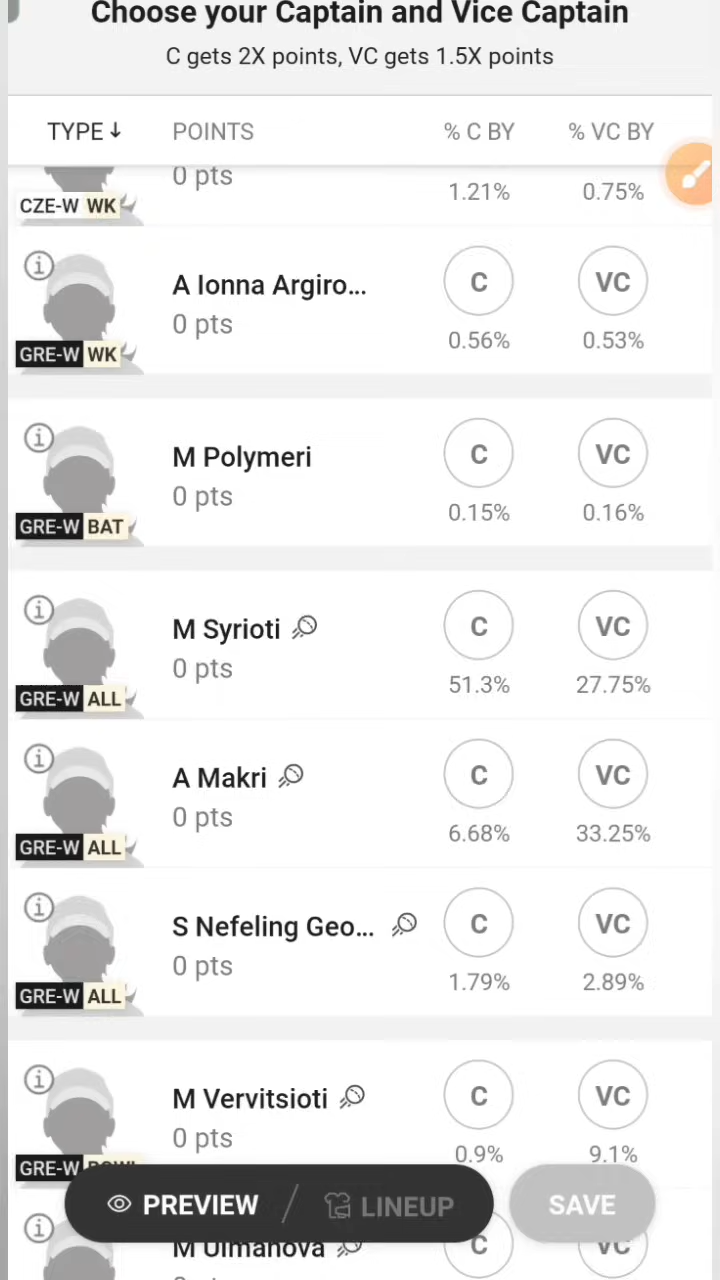 Choose your Captain and Vice Captain
C gets 2X points, VC gets 1.5X points
TYPE ↓ POINTS % C BY % VC BY
0 pts
CZE-W WK 1.21% 0.75%
A Ionna Argiro... C VC
0 pts
GRE-W WK 0.56% 0.53%
M Polymeri C VC
0 pts
GRE-W BAT 0.15% 0.16%
M Syrioti C VC
0 pts
GRE-W ALL 51.3% 27.75%
A Makri C VC
0 pts
GRE-W ALL 6.68% 33.25%
S Nefeling Geo... C VC
0 pts
GRE-W ALL 1.79% 2.89%
M Vervitsioti C VC
0 pts
GRE-W 0.9% 9.1%
PREVIEW / LINEUP SAVE
M Ulmanova C VC